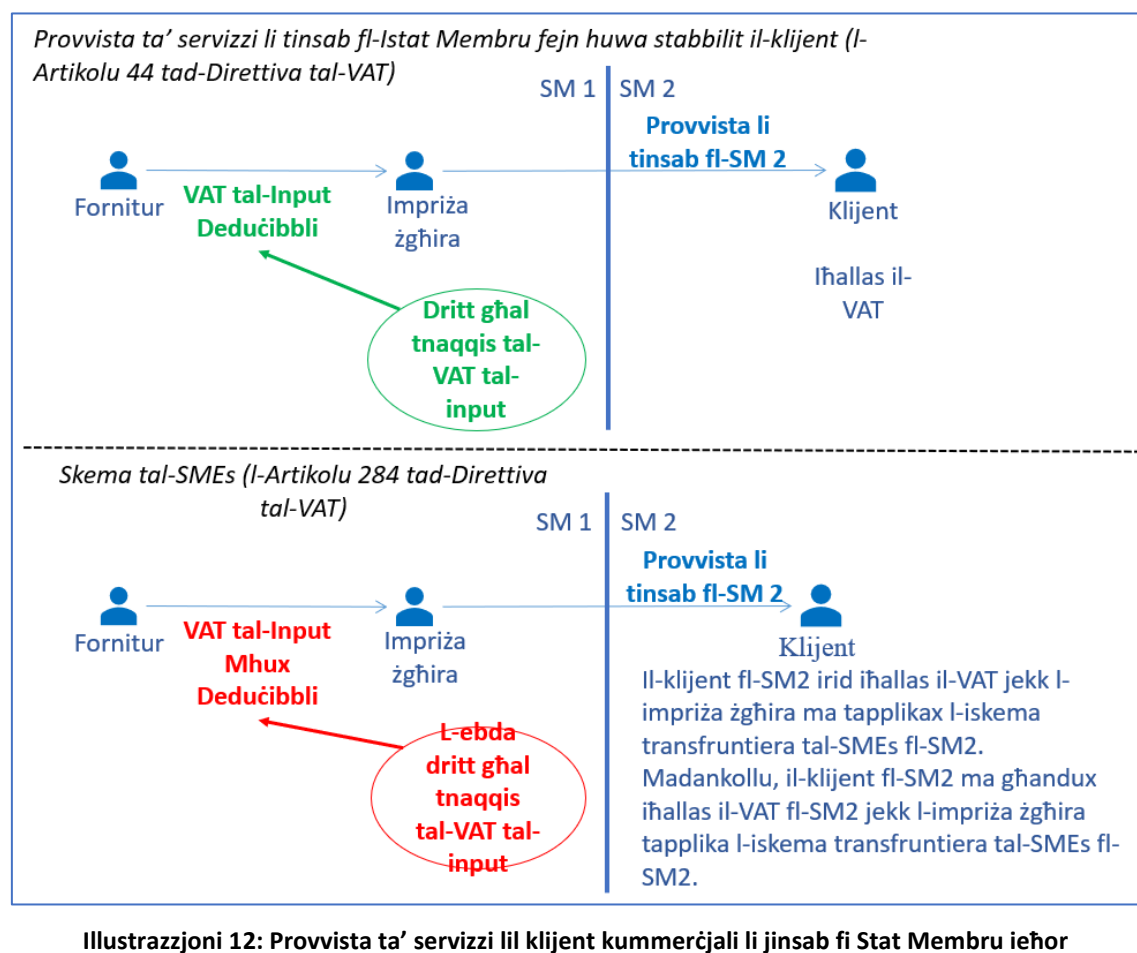 Provvista ta’ servizzi li tinsab fl-Istat Membru fejn huwa stabbilit il-klijent (l-
Artikolu 44 tad-Direttiva tal-VAT)
SM 1
SM 2
Provvista li
tinsab fl-SM 2
Fornitur
VAT tal-Input
Deduċibbli
Impriża
żgħira
Klijent
Iħallas il-
VAT
Dritt għal
tnaqqis tal-
VAT tal-
input
Skema tal-SMEs (l-Artikolu 284 tad-Direttiva
tal-VAT)
SM 1
SM 2
Provvista li
tinsab fl-SM 2
Fornitur
VAT tal-Input
Mhux
Deduċibbli
Impriża
żgħira
Klijent
Il-klijent fl-SM2 irid iħallas il-VAT jekk l-
impriża żgħira ma tapplikax l-iskema
transfruntiera tal-SMEs fl-SM2.
Madankollu, il-klijent fl-SM2 ma għandux
iħallas il-VAT fl-SM2 jekk l-impriża żgħira
tapplika l-iskema transfruntiera tal-SMEs fl-
SM2.
L-ebda
dritt għal
tnaqqis
tal-VAT tal-
input
Illustrazzjoni 12: Provvista ta’ servizzi lil klijent kummerċjali li jinsab fi Stat Membru ieħor